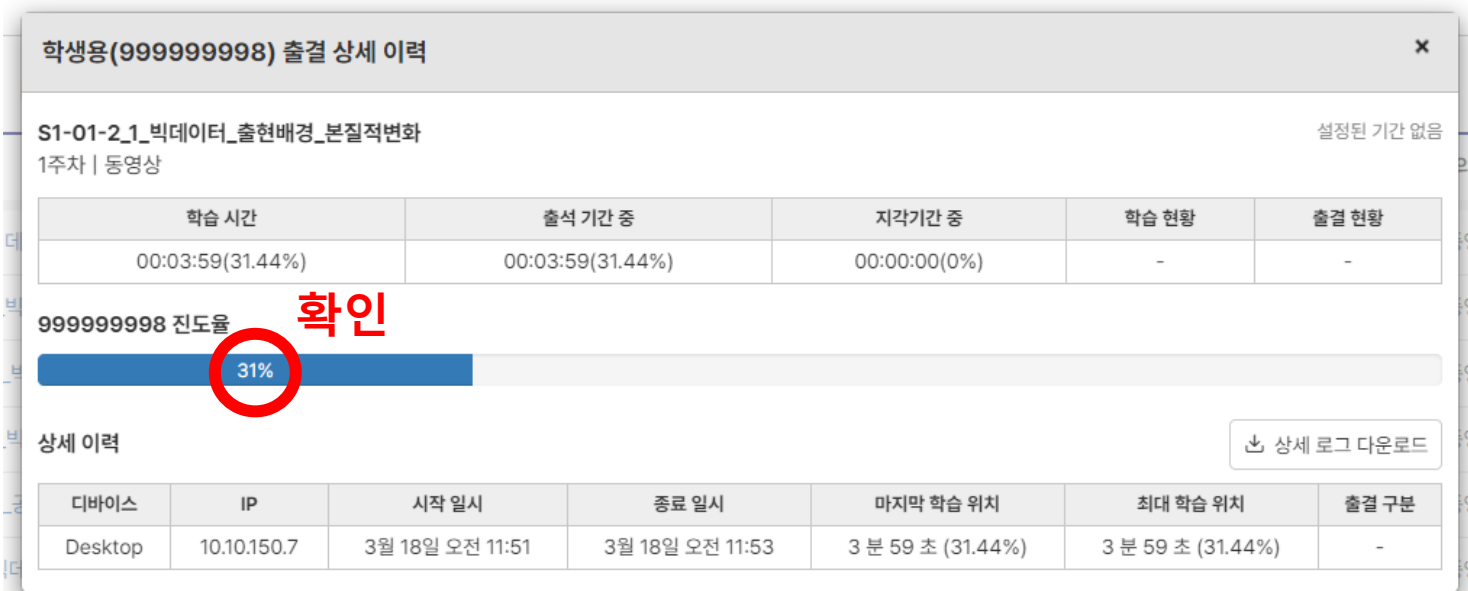 학생용(999999998) 출결 상세 이력 ×
S1-01-2_1_빅데이터_출현배경_본질적변화 설정된 기간 없음
1주차 | 동영상
학습 시간 출석 기간 중 지각기간 중 학습 현황 출결 현황
00:03:59(31.44%) 00:03:59(31.44%) 00:00:00(0%) - -
확인
999999998 진도율
31%
상세 이력 상세 로그 다운로드
디바이스 IP 시작 일시 종료 일시 마지막 학습 위치 최대 학습 위치 출결 구분
Desktop 10.10.150.7 3월 18일 오전 11:51 3월 18일 오전 11:53 3 분 59 초 (31.44%) 3 분 59 초 (31.44%) -